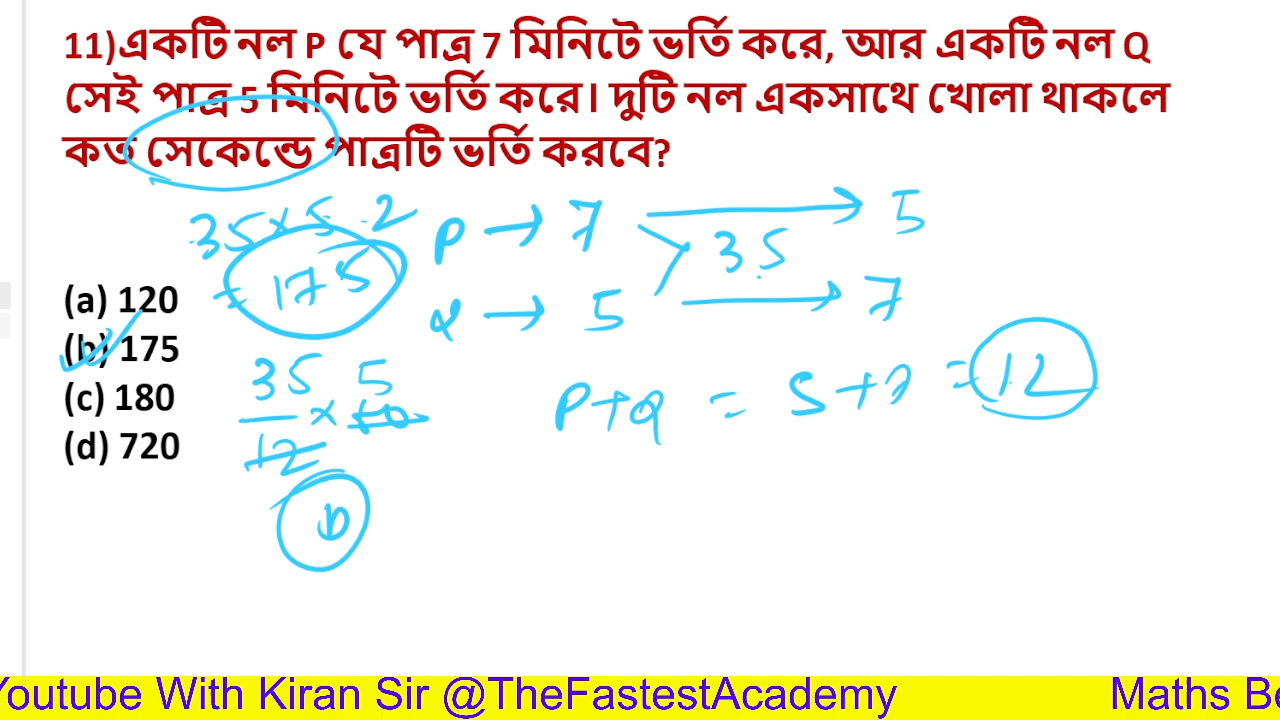 11)একটি নল P যে পাত্র 7 মিনিটে ভর্তি করে, আর একটি নল Q
সেই পাত্র 5 মিনিটে ভর্তি করে। দুটি নল একসাথে খোলা থাকলে
কত সেকেন্ডে পাত্রটি ভর্তি করবে?
35×5
= 175
P → 7 → 5
35
Q → 5 → 7
(a) 120
(b) 175
(c) 180
(d) 720
35/12 × 60 5
P+Q = 5+7 = 12
b
Youtube With Kiran Sir @TheFastestAcademy Maths Be